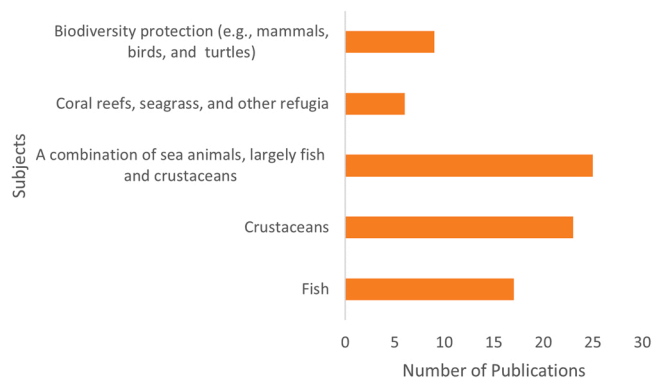 Biodiversity protection (e.g., mammals,
birds, and turtles)
Coral reefs, seagrass, and other refugia
A combination of sea animals, largely fish
and crustaceans
Crustaceans
Fish
Subjects
0 5 10 15 20 25 30
Number of Publications